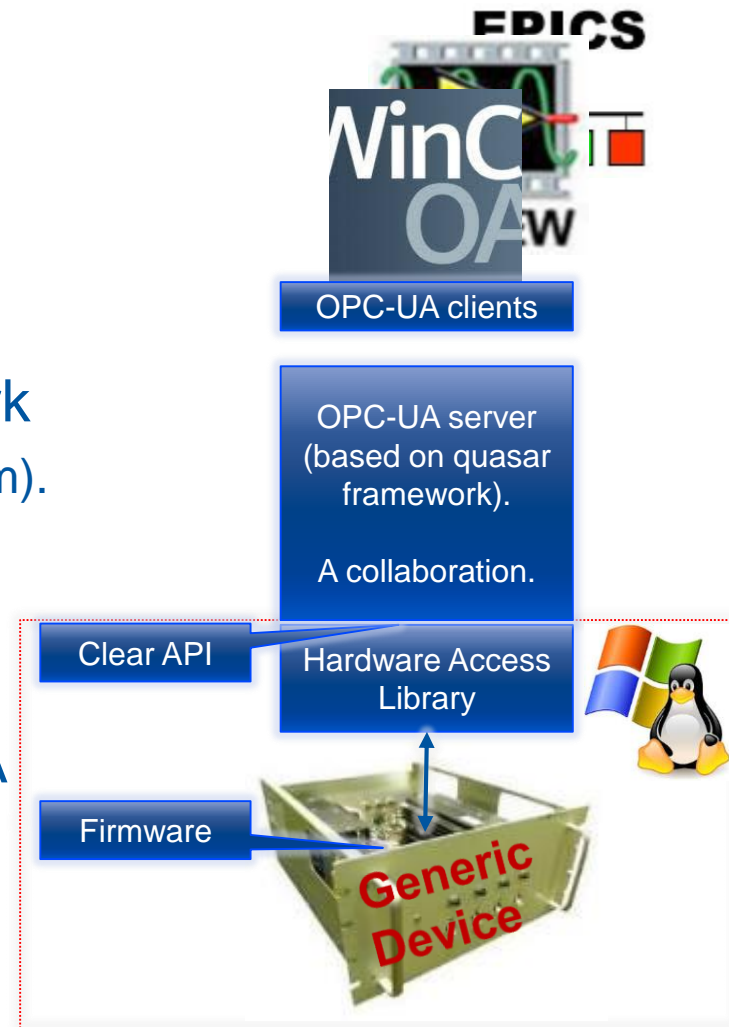 EPICS
WinC
OA
EW
OPC-UA clients
k
m).
OPC-UA server
(based on quasar
framework).
A collaboration.
Clear API
Hardware Access
Library
A
Firmware
Generic
Device